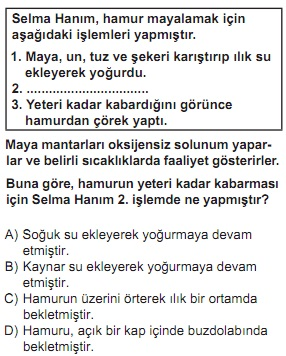 Selma Hanım, hamur mayalamak için
aşağıdaki işlemleri yapmıştır.
1. Maya, un, tuz ve şekeri karıştırıp ılık su
ekleyerek yoğurdu.
2. ..................................
3. Yeteri kadar kabardığını görünce
hamurdan çörek yaptı.
Maya mantarları oksijensiz solunum yapar-
lar ve belirli sıcaklıklarda faaliyet gösterirler.
Buna göre, hamurun yeteri kadar kabarması
için Selma Hanım 2. işlemde ne yapmıştır?
A) Soğuk su ekleyerek yoğurmaya devam
etmiştir.
B) Kaynar su ekleyerek yoğurmaya devam
etmiştir.
C) Hamurun üzerini örterek ılık bir ortamda
bekletmiştir.
D) Hamuru, açık bir kap içinde buzdolabında
bekletmiştir.